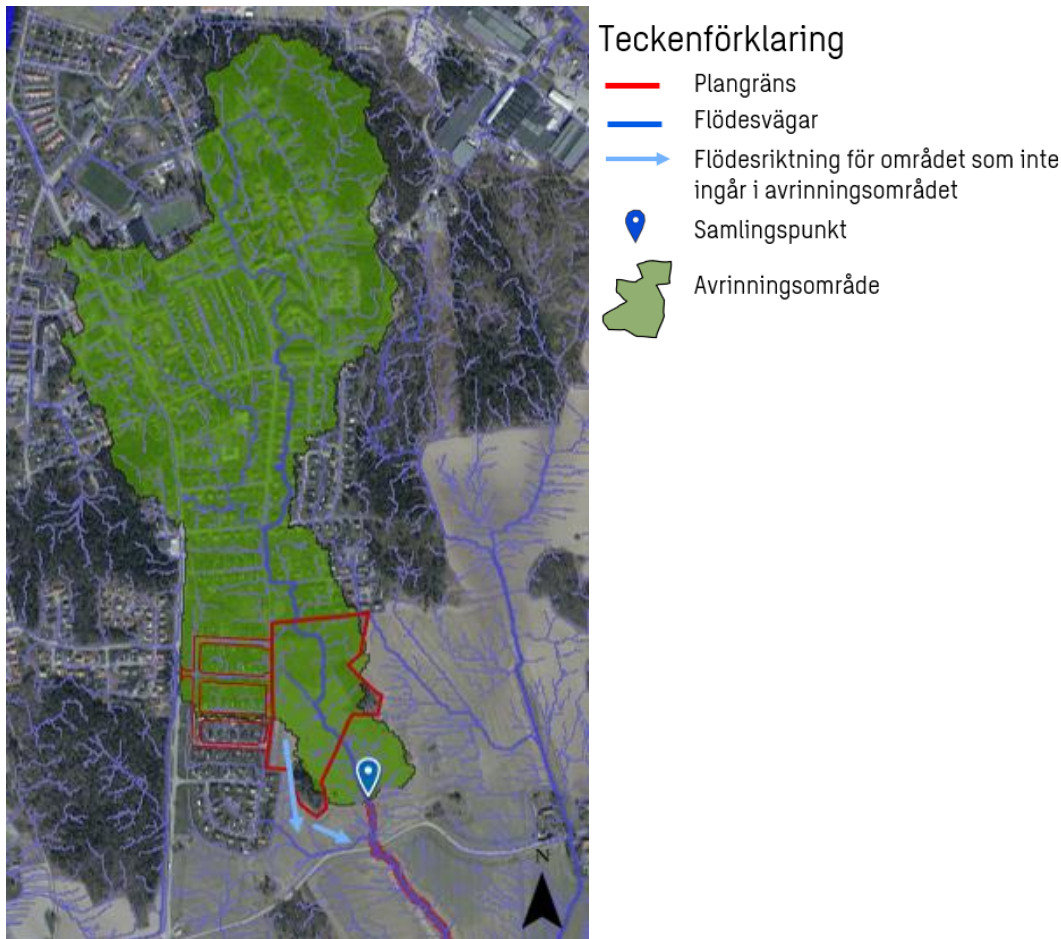 Teckenförklaring
Plangräns
Flödesvägar
Flödesriktning för området som inte
ingår i avrinningsområdet
Samlingspunkt
Avrinningsområde
N